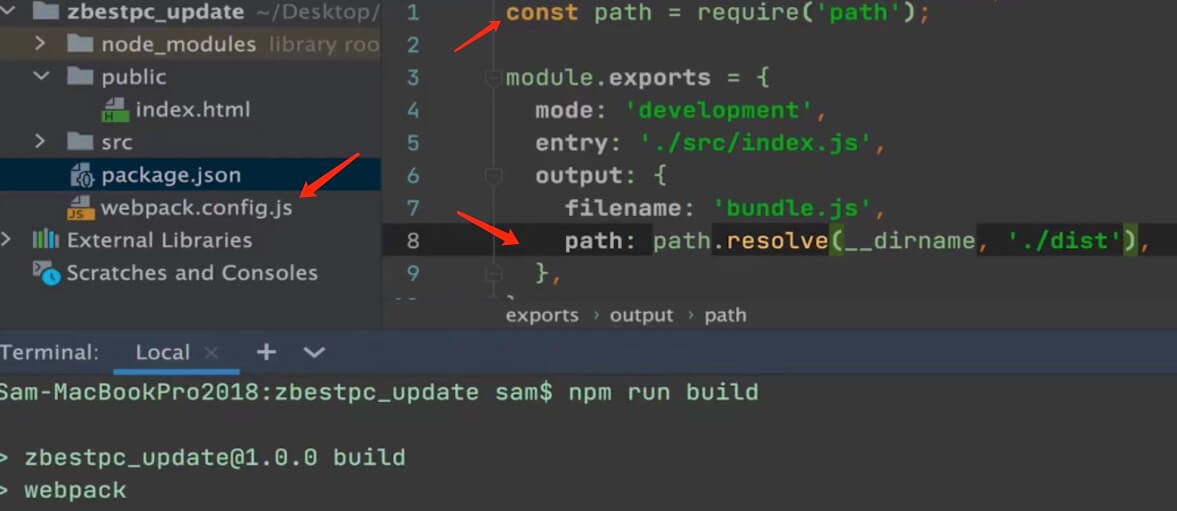 zbestpc_update ~/Desktop/
node_modules library roo
public
index.html
src
package.json
webpack.config.js
External Libraries
Scratches and Consoles
1 const path = require('path');
2
3 module.exports = {
4 mode: 'development',
5 entry: './src/index.js',
6 output: {
7 filename: 'bundle.js',
8 path: path.resolve(__dirname, './dist'),
9 },
exports › output › path
Terminal: Local × +
Sam-MacBookPro2018:zbestpc_update sam$ npm run build
> zbestpc_update@1.0.0 build
> webpack